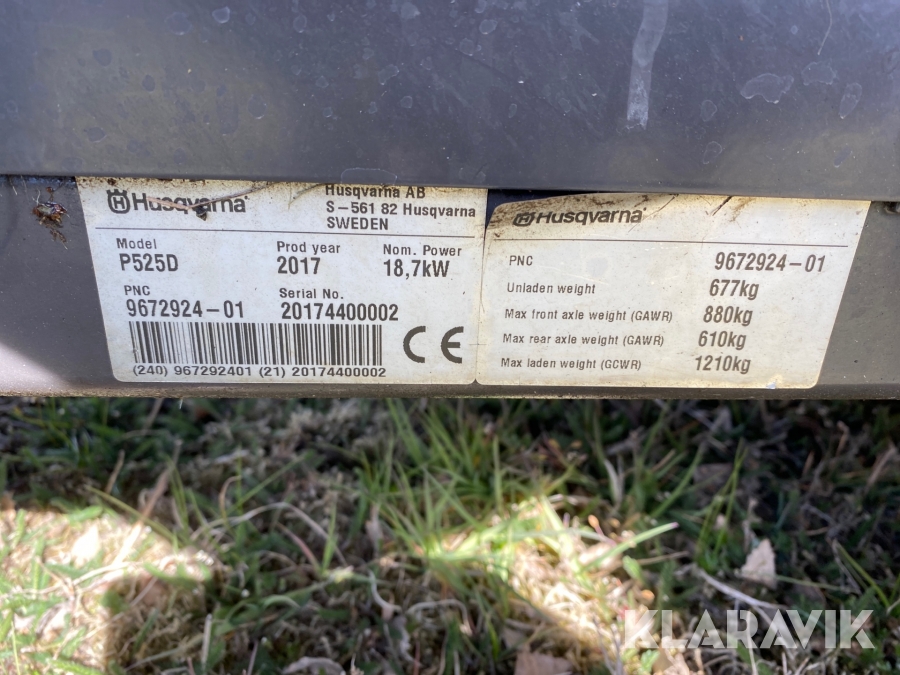 Husqvarna
Husqvarna AB
S-561 82 Husqvarna
SWEDEN
Model
P525D
Prod year
2017
Nom. Power
18,7kW
PNC
9672924-01
Serial No.
20174400002
(240) 967292401 (21) 20174400002
CE
Husqvarna
PNC 9672924-01
Unladen weight 677kg
Max front axle weight (GAWR) 880kg
Max rear axle weight (GAWR) 610kg
Max laden weight (GCWR) 1210kg
KLARAVIK